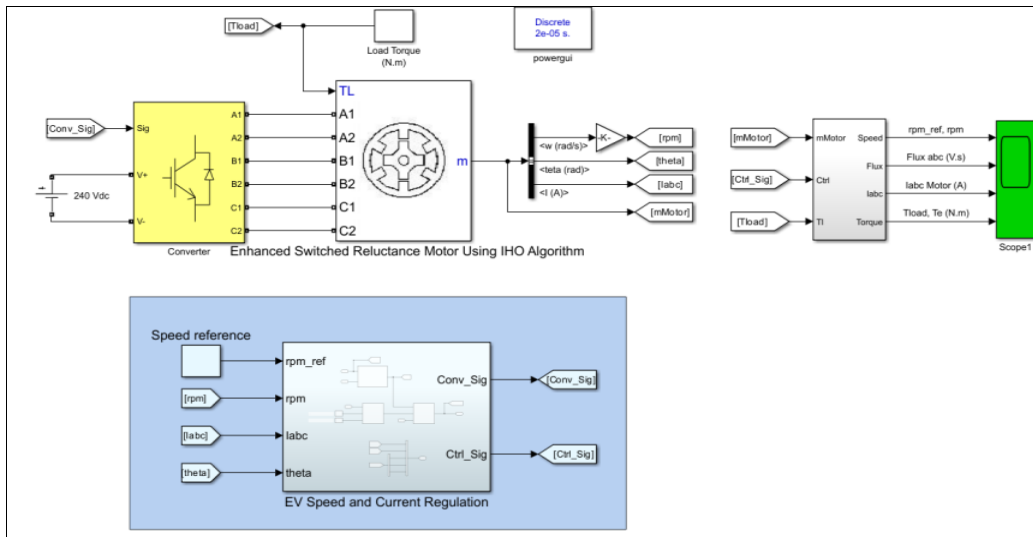 [Tload]
Load Torque
(N.m)
Discrete
2e-05 s.
powergui
[Conv_Sig]
Sig
V+
V-
240 Vdc
A1
A2
B1
B2
C1
C2
Converter
TL
A1
A2
B1
B2
C1
C2
m
Enhanced Switched Reluctance Motor Using IHO Algorithm
<w (rad/s)>
-K-
[rpm]
<teta (rad)>
[theta]
<I (A)>
[Iabc]
[mMotor]
[mMotor]
[Ctrl_Sig]
[Tload]
mMotor
Ctrl
Tl
Speed
Flux
Iabc
Torque
rpm_ref, rpm
Flux abc (V.s)
Iabc Motor (A)
Tload, Te (N.m)
Scope1
Speed reference
[rpm]
[Iabc]
[theta]
rpm_ref
rpm
Iabc
theta
Conv_Sig
Ctrl_Sig
[Conv_Sig]
[Ctrl_Sig]
EV Speed and Current Regulation